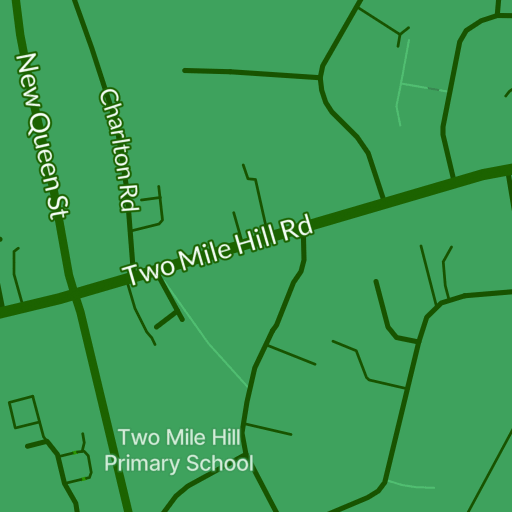 New Queen St
Charlton Rd
Two Mile Hill Rd
Two Mile Hill
Primary School